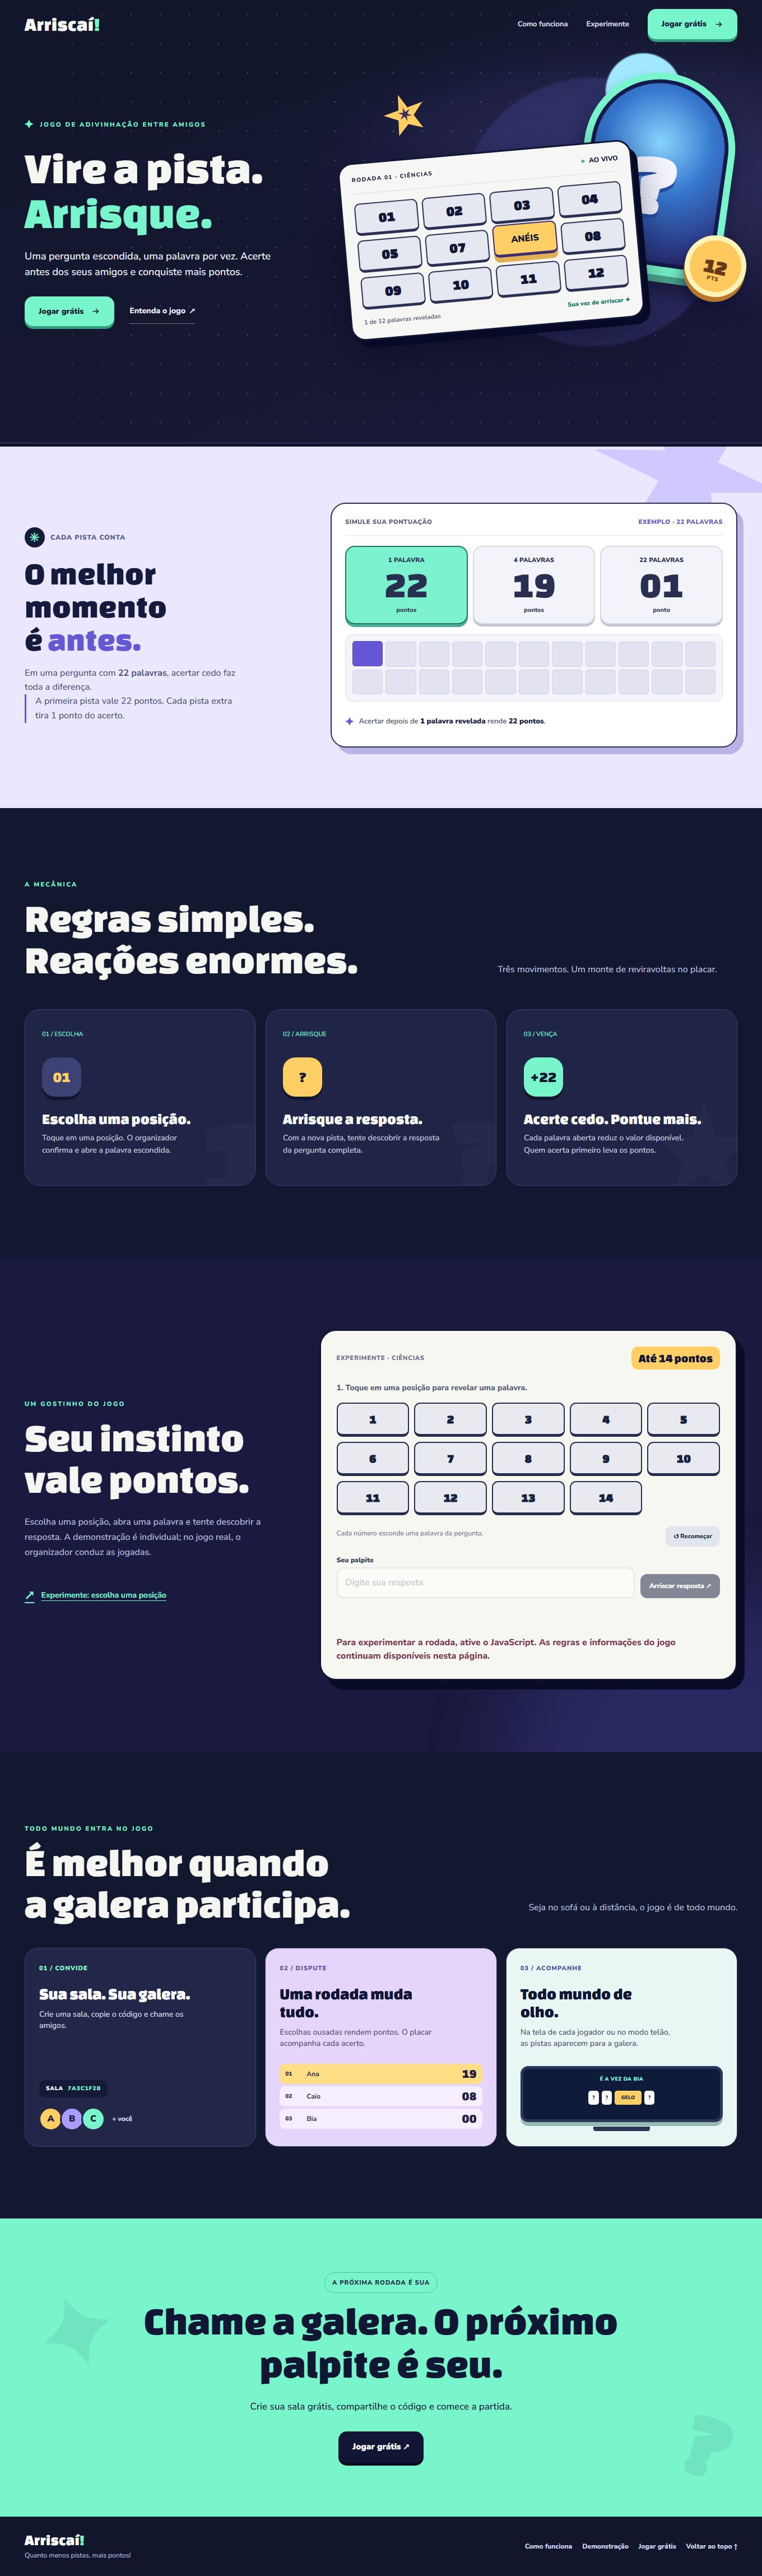 Arriscaí!
Como funciona
Experimente
Jogar grátis →
✦ JOGO DE ADIVINHAÇÃO ENTRE AMIGOS
Vire a pista.
Arrisque.
Uma pergunta escondida, uma palavra por vez. Acerte
antes dos seus amigos e conquiste mais pontos.
Jogar grátis →
Entenda o jogo ↗
RODADA 01 · CIÊNCIAS
AO VIVO
01 02 03 04
05 07 ANÉIS 08
09 10 11 12
1 de 12 palavras reveladas
Sua vez de arriscar ✦
?
12
PTS
CADA PISTA CONTA
O melhor
momento
é antes.
Em uma pergunta com 22 palavras, acertar cedo faz
toda a diferença.
A primeira pista vale 22 pontos. Cada pista extra
tira 1 ponto do acerto.
SIMULE SUA PONTUAÇÃO
EXEMPLO · 22 PALAVRAS
1 PALAVRA
22
pontos
4 PALAVRAS
19
pontos
22 PALAVRAS
01
ponto
✦ Acertar depois de 1 palavra revelada rende 22 pontos.
A MECÂNICA
Regras simples.
Reações enormes.
Três movimentos. Um monte de reviravoltas no placar.
01 / ESCOLHA
01
Escolha uma posição.
Toque em uma posição. O organizador
confirma e abre a palavra escondida.
1
02 / ARRISQUE
?
Arrisque a resposta.
Com a nova pista, tente descobrir a resposta
da pergunta completa.
?
03 / VENÇA
+22
Acerte cedo. Pontue mais.
Cada palavra aberta reduz o valor disponível.
Quem acerta primeiro leva os pontos.
UM GOSTINHO DO JOGO
Seu instinto
vale pontos.
Escolha uma posição, abra uma palavra e tente descobrir a
resposta. A demonstração é individual; no jogo real, o
organizador conduz as jogadas.
↗ Experimente: escolha uma posição
EXPERIMENTE · CIÊNCIAS
Até 14 pontos
1. Toque em uma posição para revelar uma palavra.
1 2 3 4 5
6 7 8 9 10
11 12 13 14
Cada número esconde uma palavra da pergunta.
↺ Recomeçar
Seu palpite
Digite sua resposta
Arriscar resposta ↗
Para experimentar a rodada, ative o JavaScript. As regras e informações do jogo
continuam disponíveis nesta página.
TODO MUNDO ENTRA NO JOGO
É melhor quando
a galera participa.
Seja no sofá ou à distância, o jogo é de todo mundo.
01 / CONVIDE
Sua sala. Sua galera.
Crie uma sala, copie o código e chame os
amigos.
SALA 7A3C1F2B
A B C + você
02 / DISPUTE
Uma rodada muda
tudo.
Escolhas ousadas rendem pontos. O placar
acompanha cada acerto.
01 Ana 19
02 Caio 08
03 Bia 00
03 / ACOMPANHE
Todo mundo de
olho.
Na tela de cada jogador ou no modo telão,
as pistas aparecem para a galera.
É A VEZ DA BIA
? ? GELO ?
A PRÓXIMA RODADA É SUA
Chame a galera. O próximo
palpite é seu.
Crie sua sala grátis, compartilhe o código e comece a partida.
Jogar grátis ↗
?
Arriscaí!
Quanto menos pistas, mais pontos!
Como funciona
Demonstração
Jogar grátis
Voltar ao topo ↑